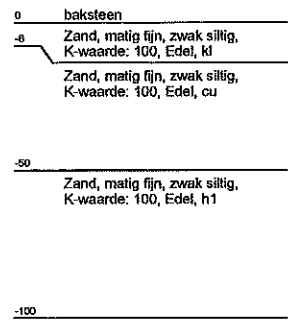 0 baksteen
-8 Zand, matig fijn, zwak siltig,
K-waarde: 100, Edel, kl
Zand, matig fijn, zwak siltig,
K-waarde: 100, Edel, cu
-50
Zand, matig fijn, zwak siltig,
K-waarde: 100, Edel, h1
-100